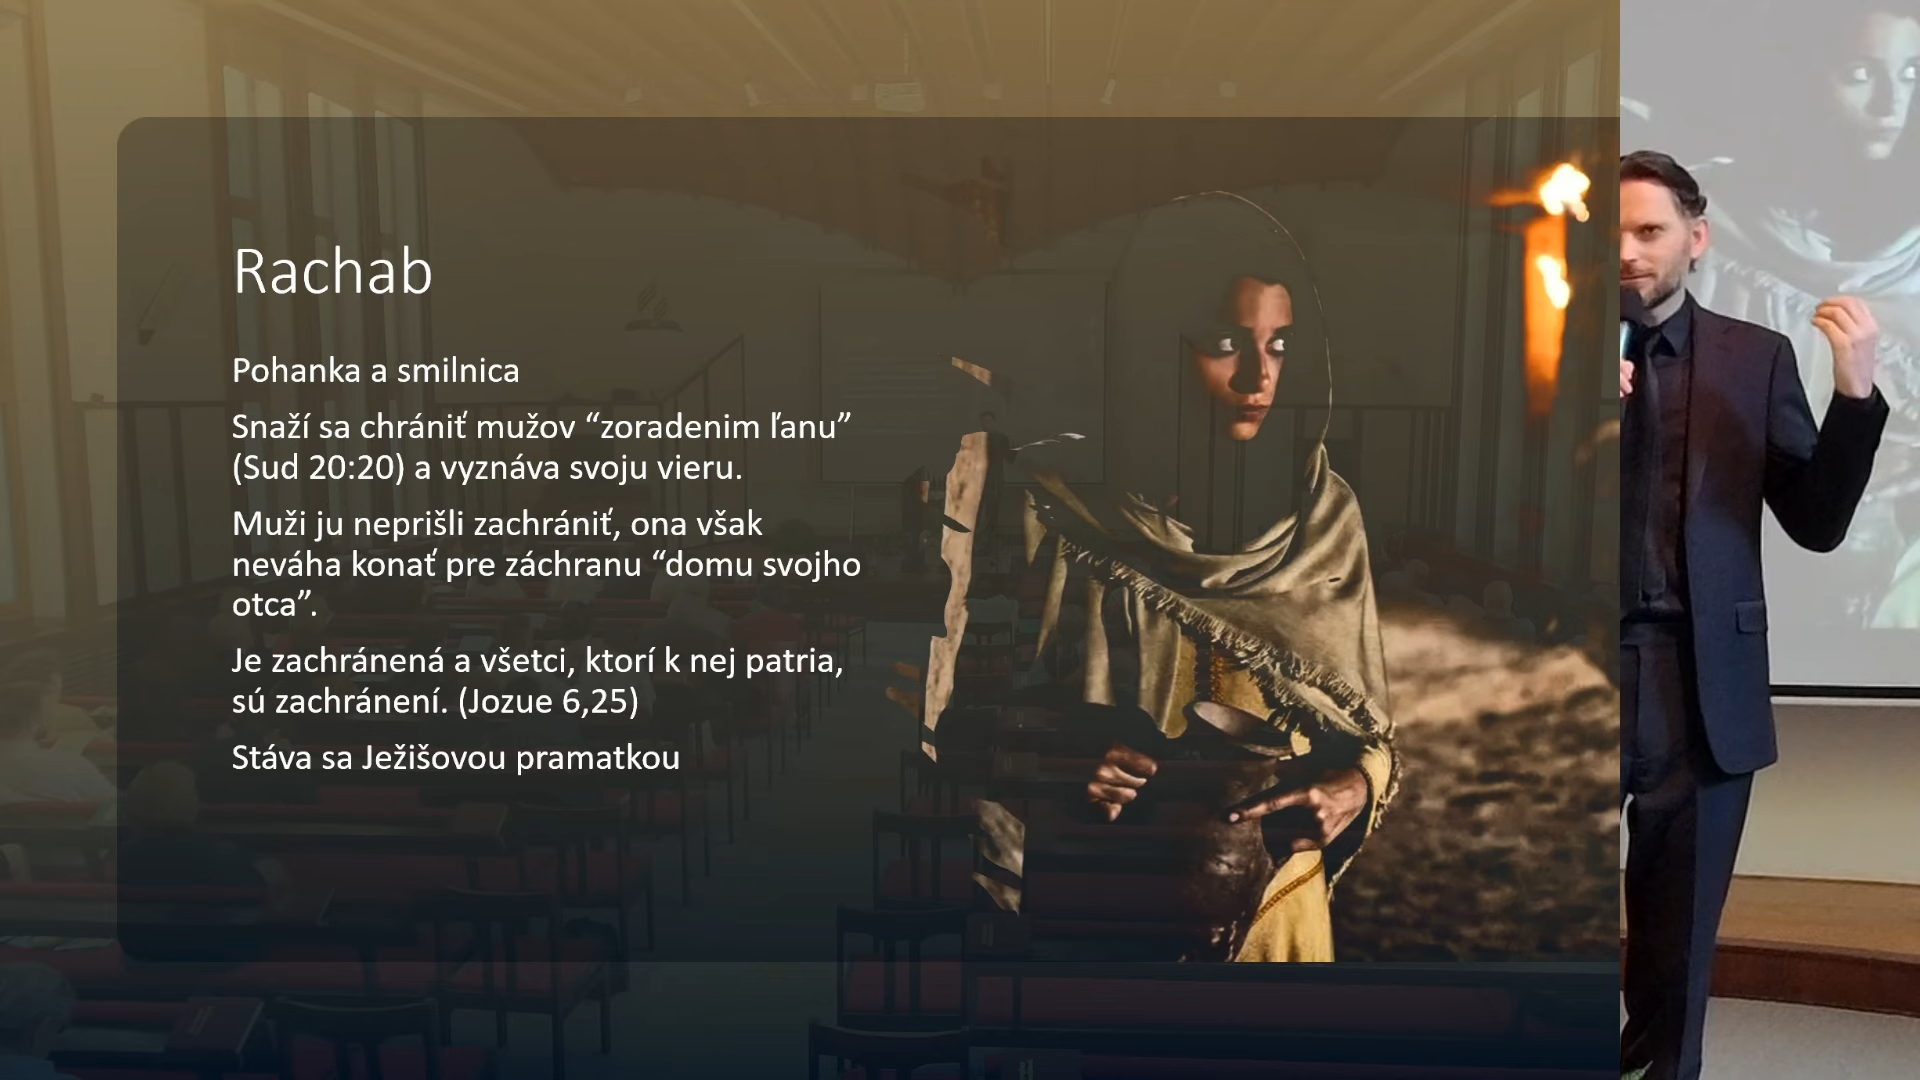 Rachab
Pohanka a smilnica
Snaží sa chrániť mužov “zoradenim ľanu”
(Sud 20:20) a vyznáva svoju vieru.
Muži ju neprišli zachrániť, ona však
neváha konať pre záchranu “domu svojho
otca”.
Je zachránená a všetci, ktorí k nej patria,
sú zachránení. (Jozue 6,25)
Stáva sa Ježišovou pramatkou